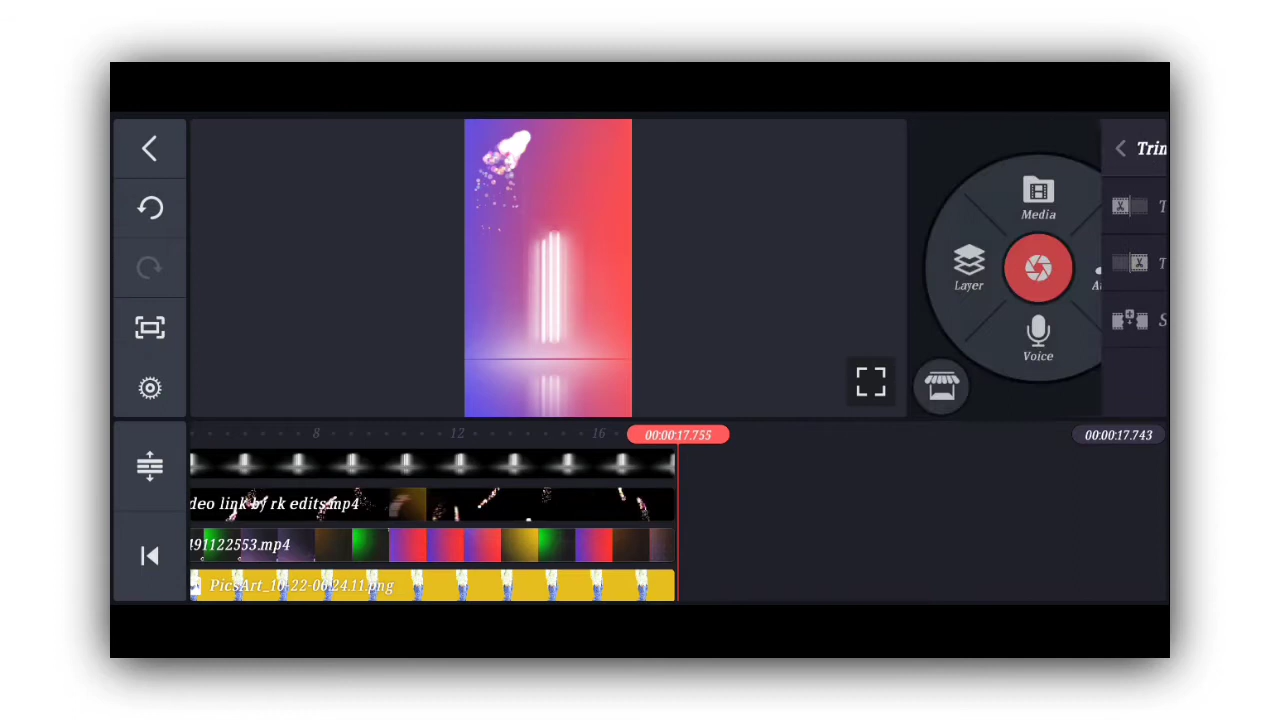 Trin
Media
Layer
A
T
T
S
Voice
8
12
16
00:00:17.755
00:00:17.743
deo link by rk edits.mp4
491122553.mp4
PicsArt_10-22-06.24.11.png